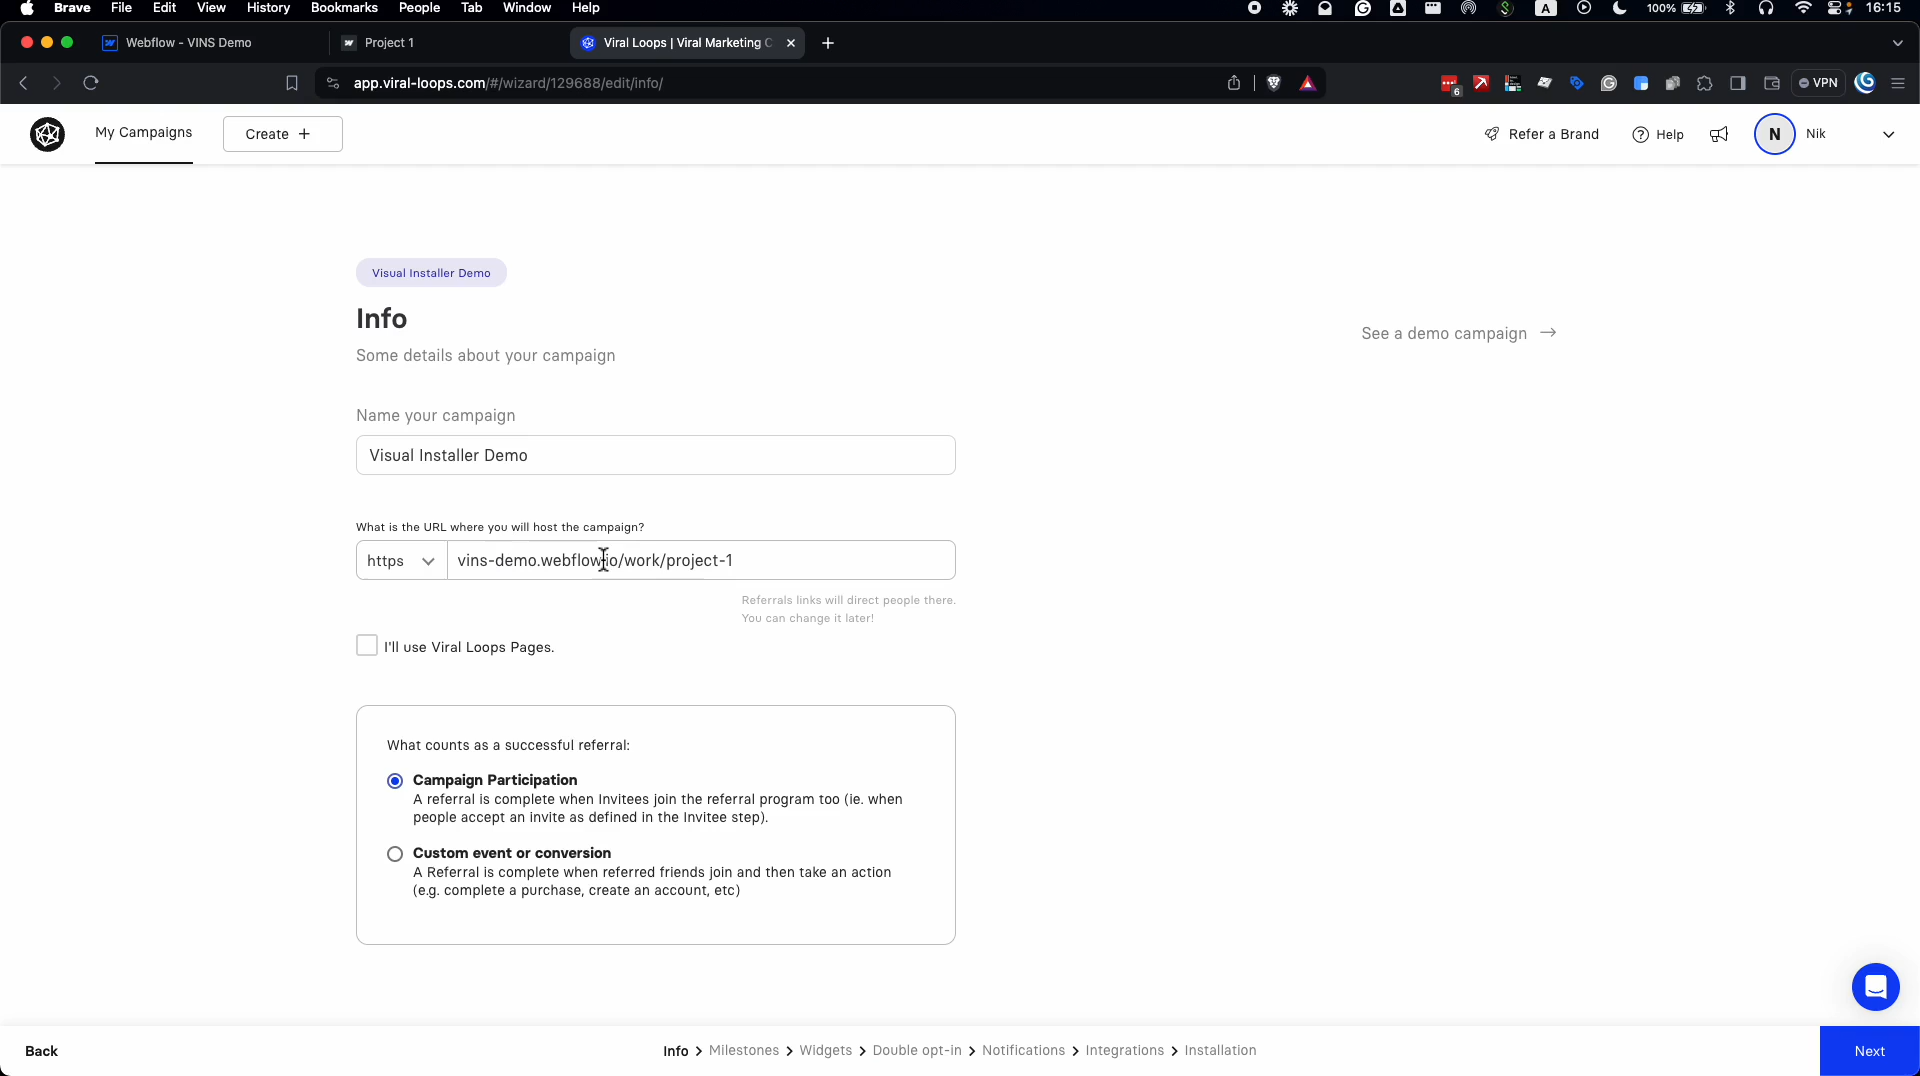 Brave File Edit View History Bookmarks People Tab Window Help
A 100% 16:15
Webflow - VINS Demo
Project 1
Viral Loops | Viral Marketing C
app.viral-loops.com/#/wizard/129688/edit/info/
6
VPN
My Campaigns
Create +
Refer a Brand
Help
N
Nik
Visual Installer Demo
Info
Some details about your campaign
See a demo campaign →
Name your campaign
Visual Installer Demo
What is the URL where you will host the campaign?
https
vins-demo.webflow.io/work/project-1
Referrals links will direct people there.
You can change it later!
I'll use Viral Loops Pages.
What counts as a successful referral:
Campaign Participation
A referral is complete when Invitees join the referral program too (ie. when
people accept an invite as defined in the Invitee step).
Custom event or conversion
A Referral is complete when referred friends join and then take an action
(e.g. complete a purchase, create an account, etc)
Back
Info > Milestones > Widgets > Double opt-in > Notifications > Integrations > Installation
Next